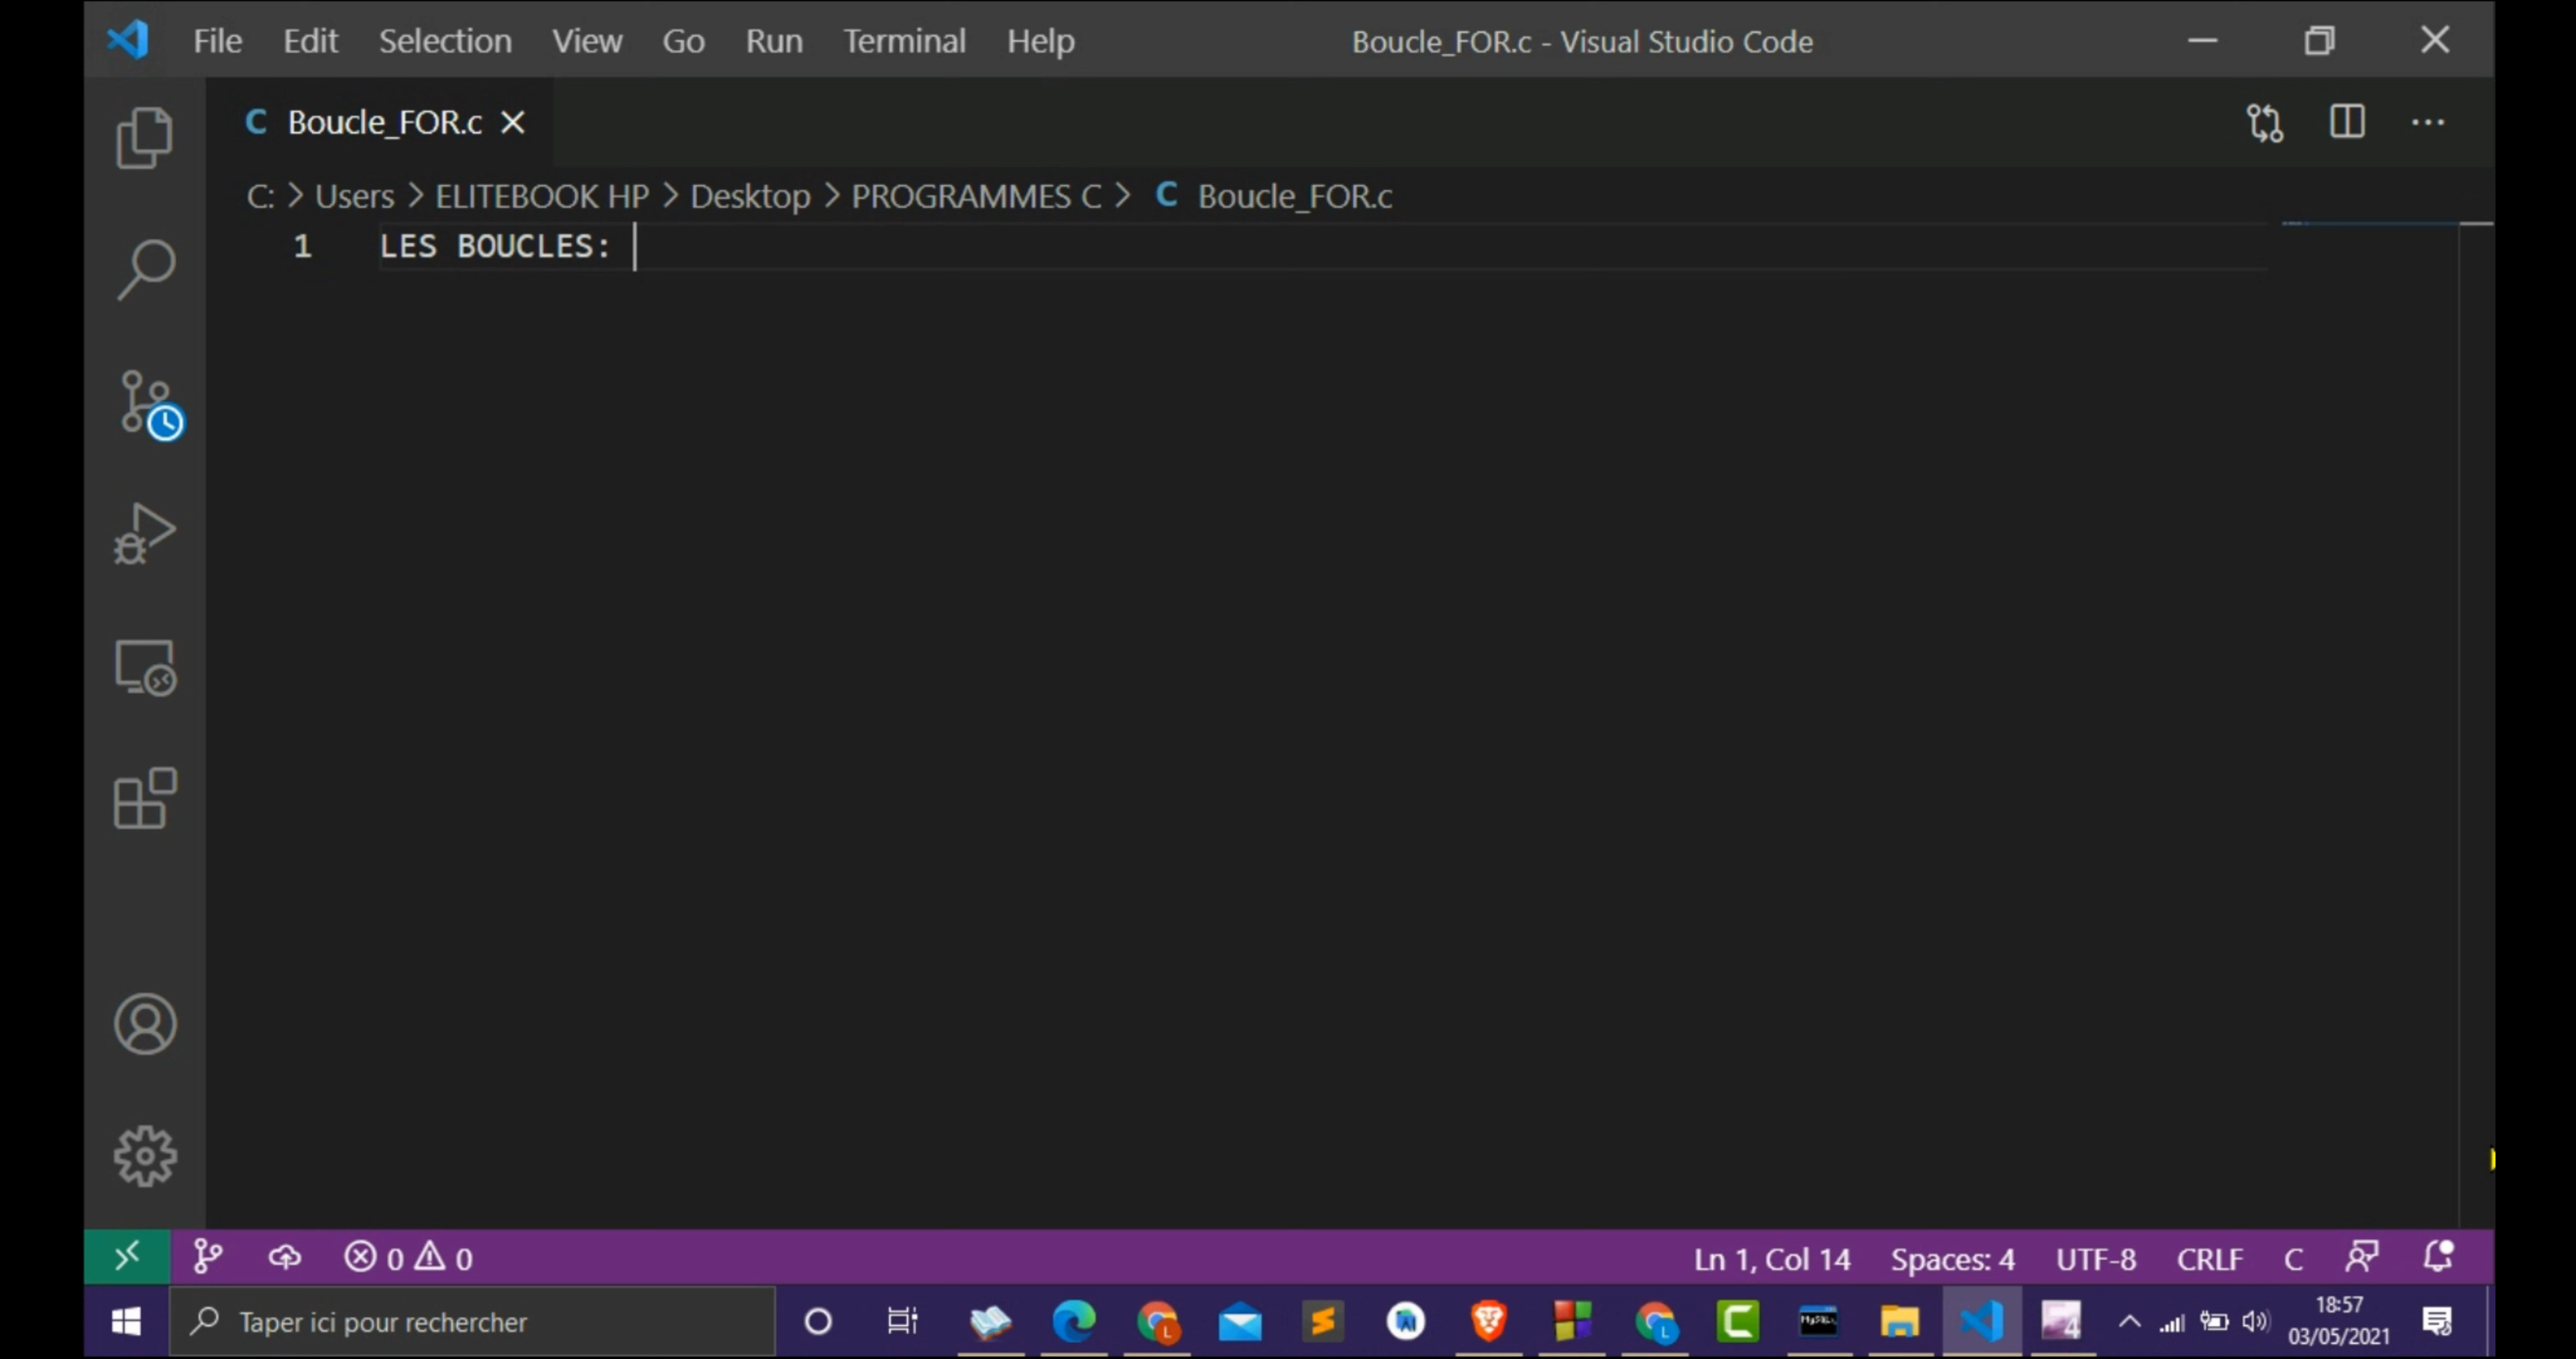 File Edit Selection View Go Run Terminal Help Boucle_FOR.c - Visual Studio Code
C Boucle_FOR.c
C: > Users > ELITEBOOK HP > Desktop > PROGRAMMES C > C Boucle_FOR.c
1 LES BOUCLES:
0 0 Ln 1, Col 14 Spaces: 4 UTF-8 CRLF C
Taper ici pour rechercher
18:57
03/05/2021